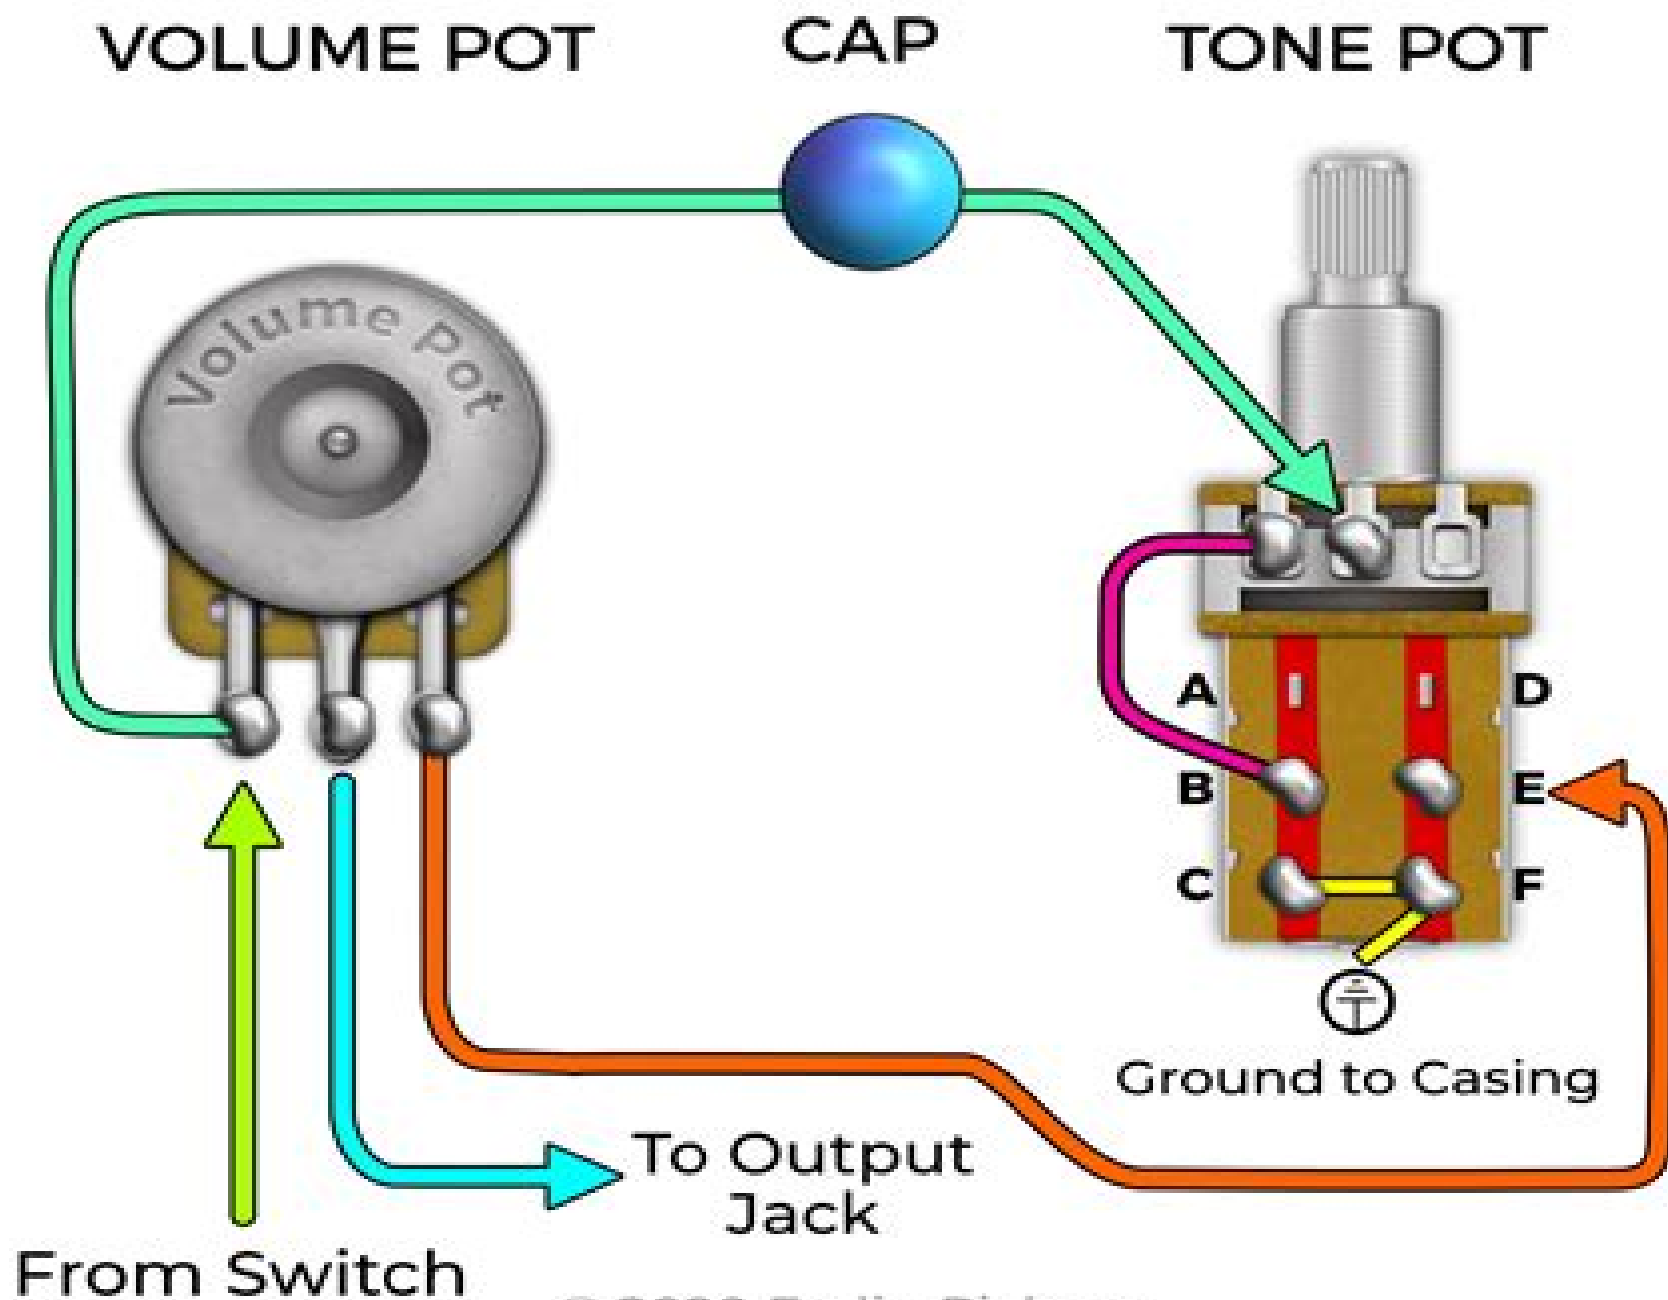 VOLUME POT
CAP
TONE POT
Volume Pot
A
D
B
E
C
F
Ground to Casing
To Output
Jack
From Switch